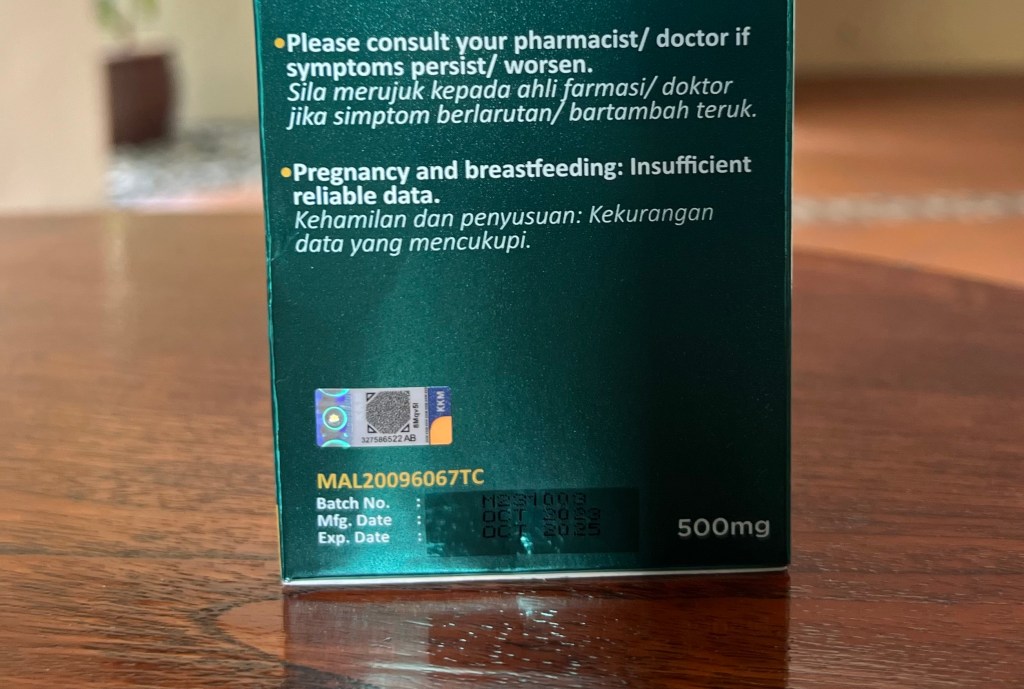 •Please consult your pharmacist/ doctor if
symptoms persist/ worsen.
Sila merujuk kepada ahli farmasi/ doktor
jika simptom berlarutan/ bartambah teruk.
•Pregnancy and breastfeeding: Insufficient
reliable data.
Kehamilan dan penyusuan: Kekurangan
data yang mencukupi.
KKM
8Mqv5I
327586522 AB
MAL20096067TC
Batch No. :
Mfg. Date : OCT 2023
Exp. Date : OCT 2025
500mg